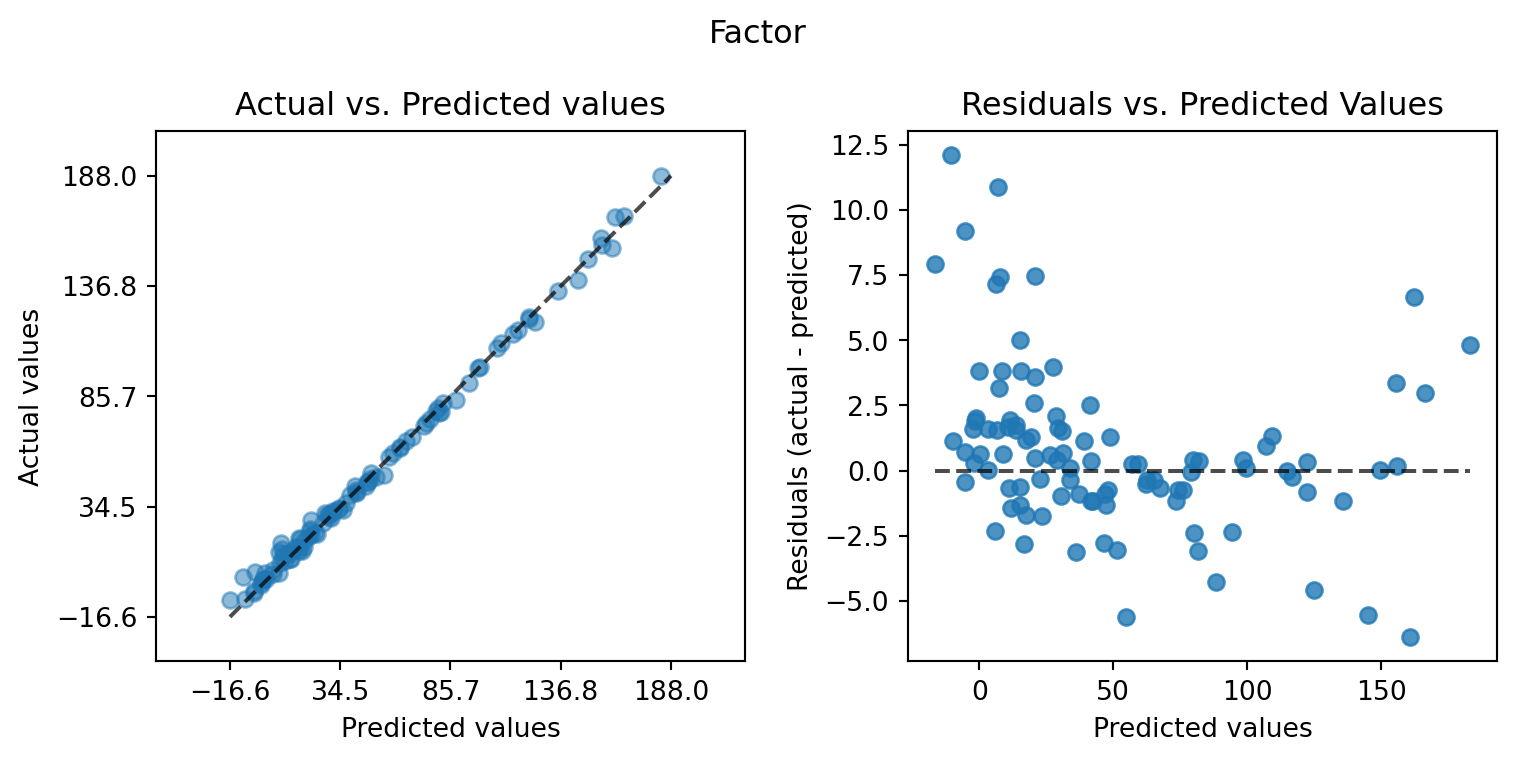 Factor
Actual vs. Predicted values
188.0
136.8
85.7
34.5
−16.6
Actual values
−16.6 34.5 85.7 136.8 188.0
Predicted values
Residuals vs. Predicted Values
12.5
10.0
7.5
5.0
2.5
0.0
−2.5
−5.0
Residuals (actual - predicted)
0 50 100 150
Predicted values